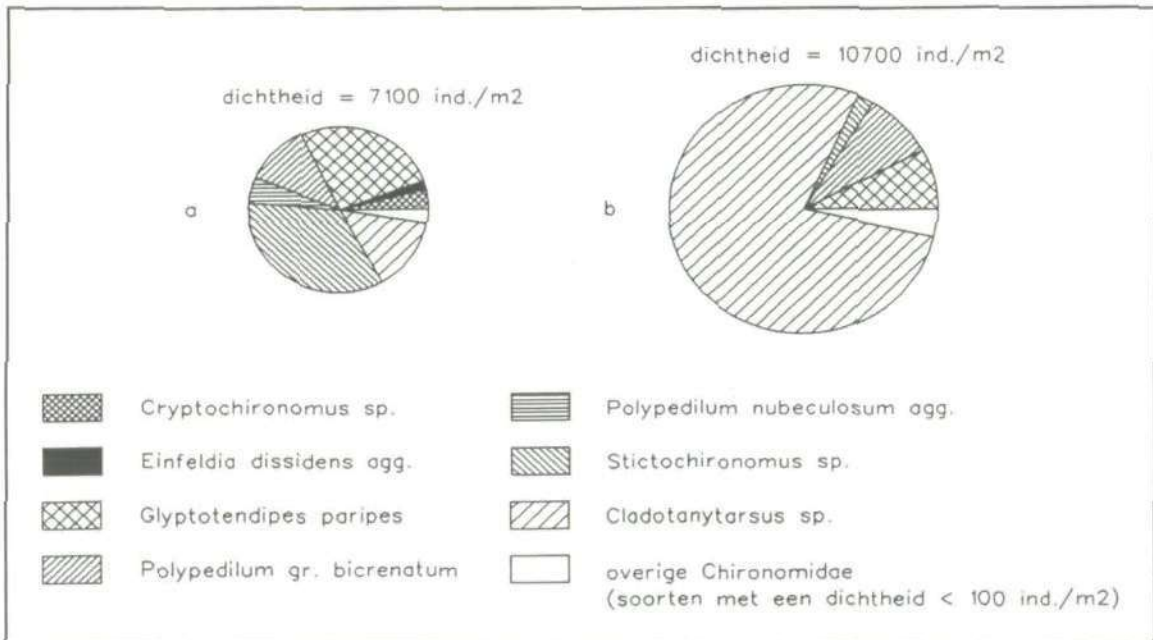 dichtheid = 10700 ind./m2
dichtheid = 7100 ind./m2
a
b
Cryptochironomus sp.
Polypedilum nubeculosum agg.
Einfeldia dissidens agg.
Stictochironomus sp.
Glyptotendipes paripes
Cladotanytarsus sp.
Polypedilum gr. bicrenatum
overige Chironomidae
(soorten met een dichtheid < 100 ind./m2)